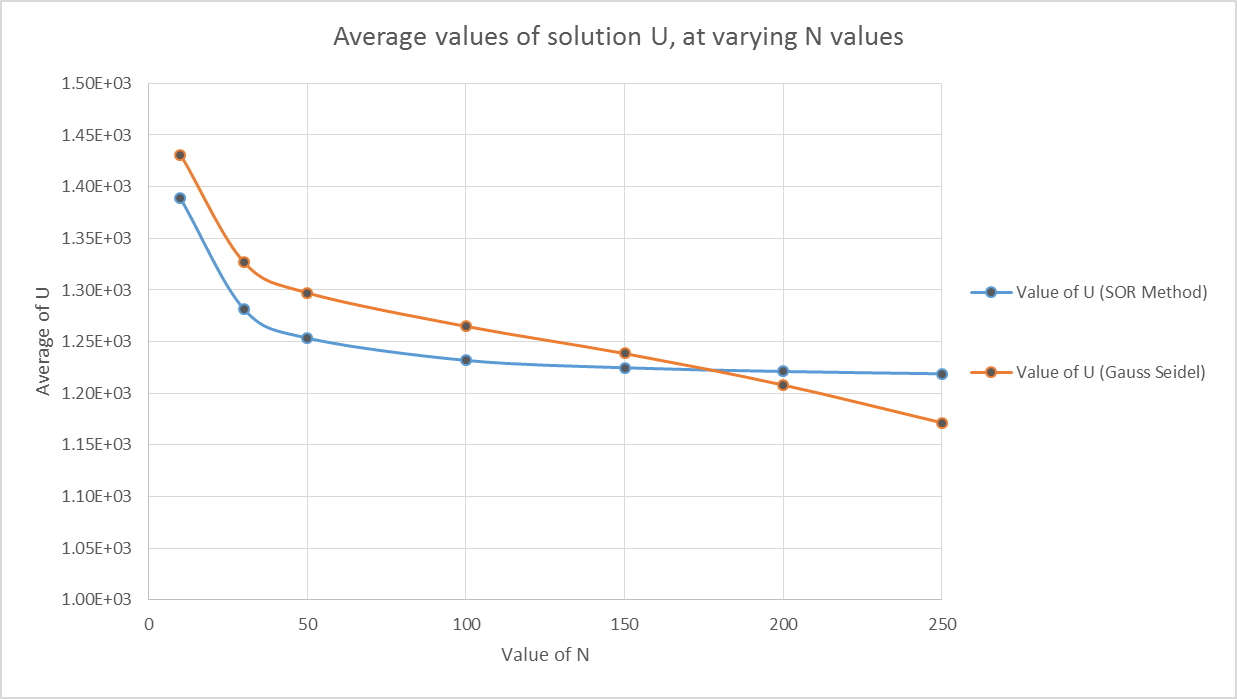 Average values of solution U, at varying N values
1.50E+03
1.45E+03
1.40E+03
1.35E+03
1.30E+03
1.25E+03
1.20E+03
1.15E+03
1.10E+03
1.05E+03
1.00E+03
Average of U
0 50 100 150 200 250
Value of N
Value of U (SOR Method)
Value of U (Gauss Seidel)